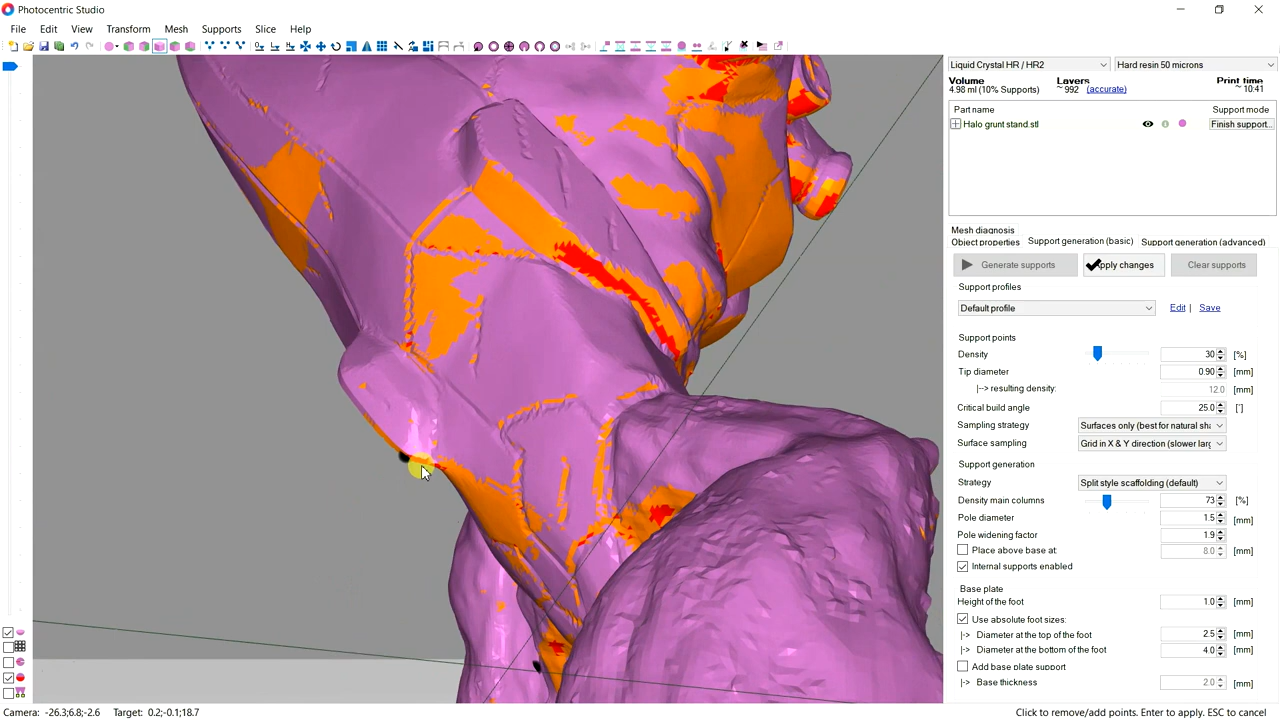 Photocentric Studio
File Edit View Transform Mesh Supports Slice Help
Liquid Crystal HR / HR2 Hard resin 50 microns
Volume Layers Print time
4.98 ml (10% Supports) ~ 992 (accurate) ~ 10:41
Part name Support mode
Halo grunt stand.stl Finish support...
Mesh diagnosis
Object properties Support generation (basic) Support generation (advanced)
Generate supports Apply changes Clear supports
Support profiles
Default profile Edit | Save
Support points
Density 30 [%]
Tip diameter 0.90 [mm]
|--> resulting density: 12.0 [mm]
Critical build angle 25.0 [°]
Sampling strategy Surfaces only (best for natural sha
Surface sampling Grid in X & Y direction (slower larg
Support generation
Strategy Split style scaffolding (default)
Density main columns 73 [%]
Pole diameter 1.5 [mm]
Pole widening factor 1.9 [mm]
Place above base at: 8.0 [mm]
Internal supports enabled
Base plate
Height of the foot 1.0 [mm]
Use absolute foot sizes:
|-> Diameter at the top of the foot 2.5 [mm]
|-> Diameter at the bottom of the foot 4.0 [mm]
Add base plate support
|-> Base thickness 2.0 [mm]
Camera: -26.3;6.8;-2.6 Target: 0.2;-0.1;18.7 Click to remove/add points. Enter to apply. ESC to cancel